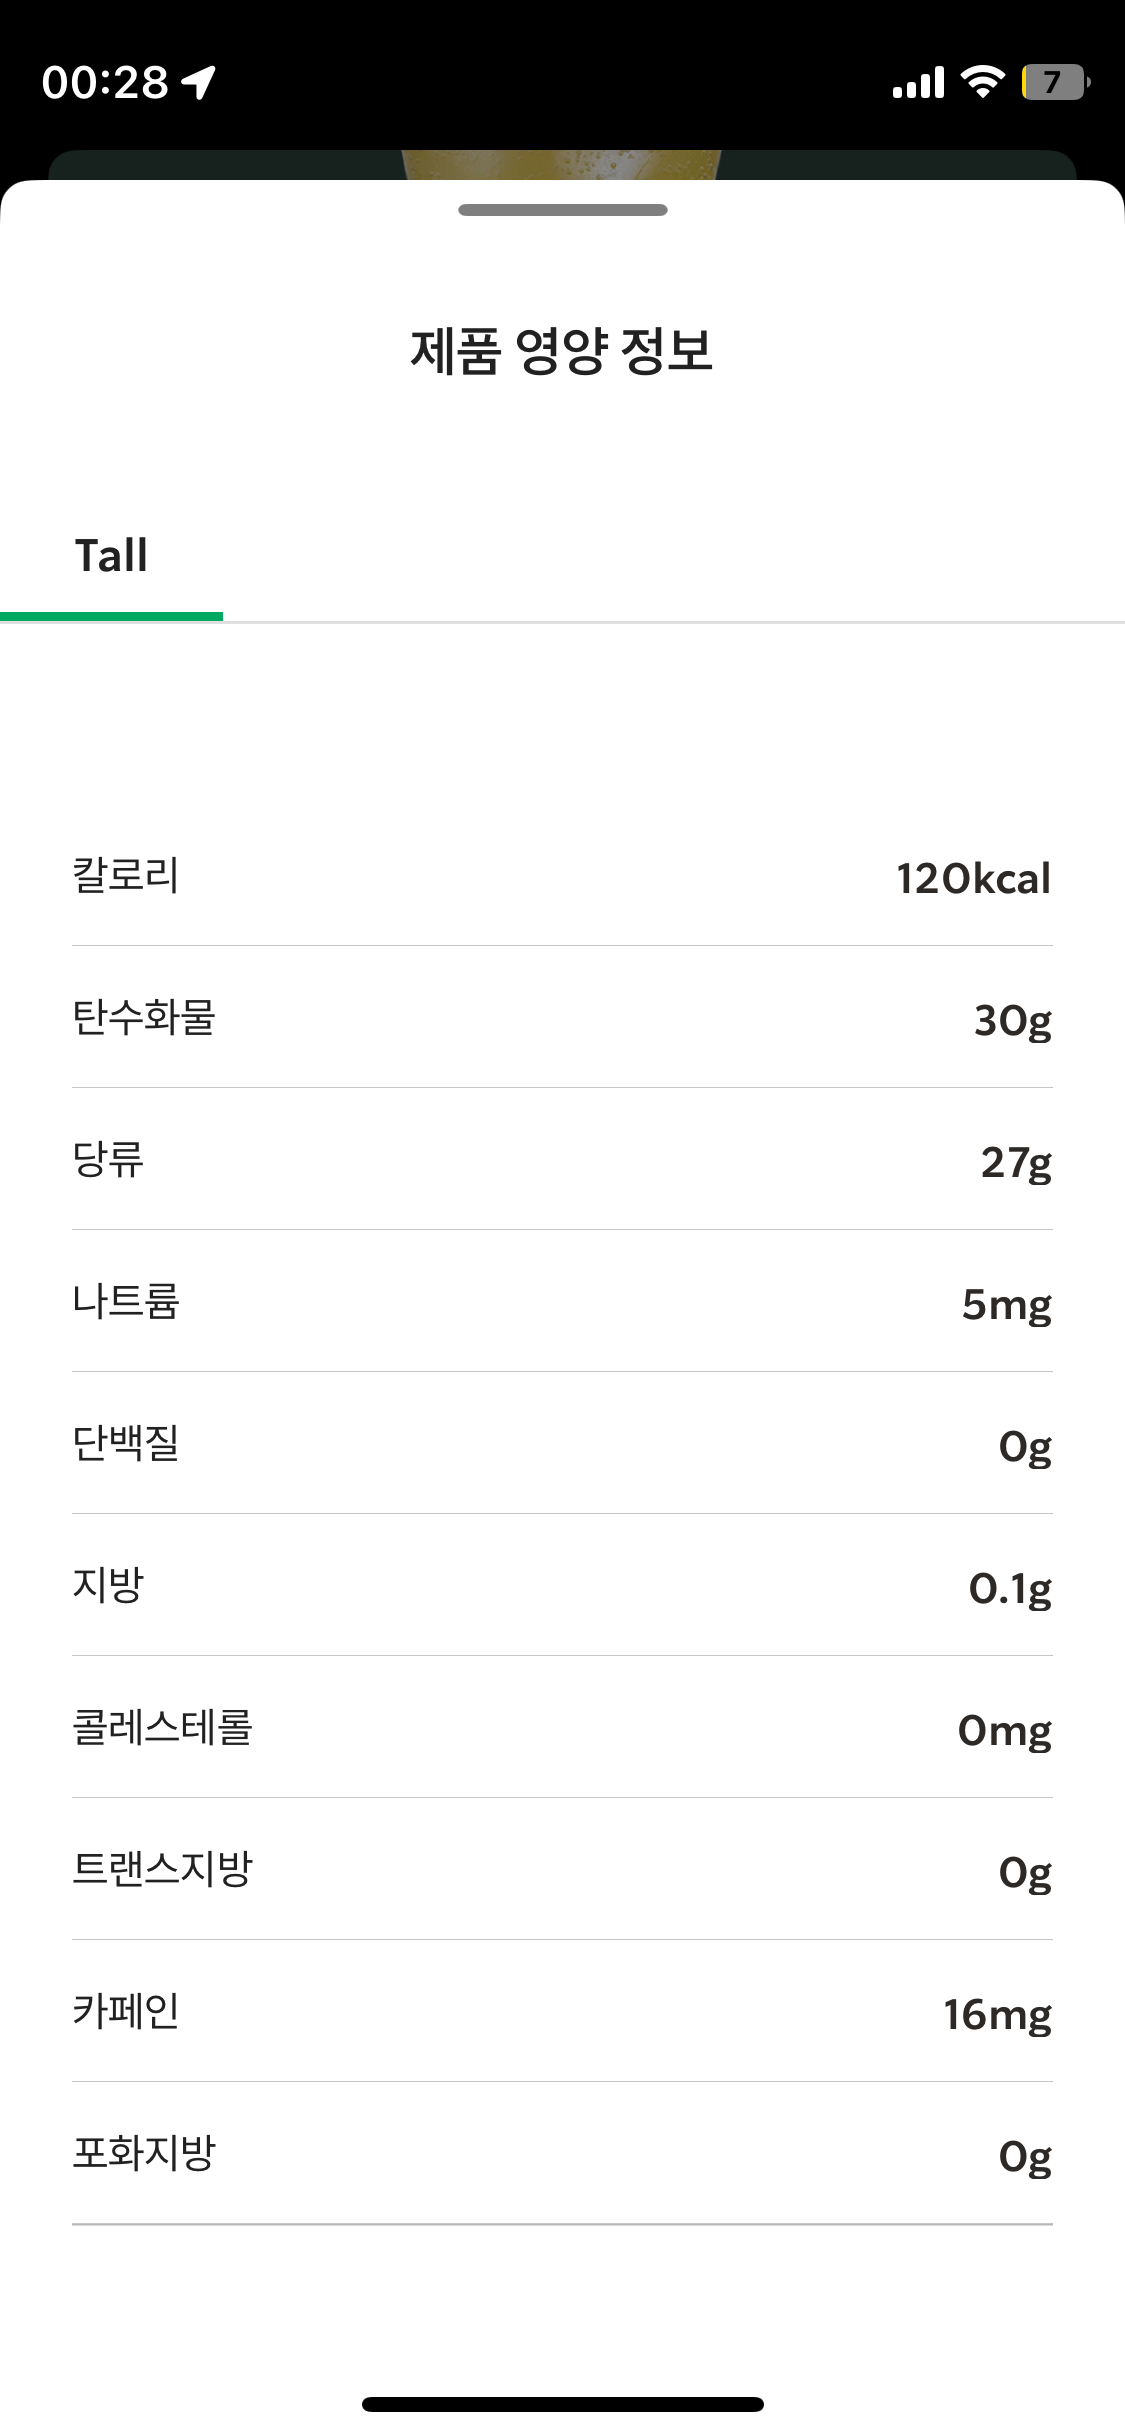 00:28
7
제품 영양 정보
Tall
칼로리 120kcal
탄수화물 30g
당류 27g
나트륨 5mg
단백질 0g
지방 0.1g
콜레스테롤 0mg
트랜스지방 0g
카페인 16mg
포화지방 0g